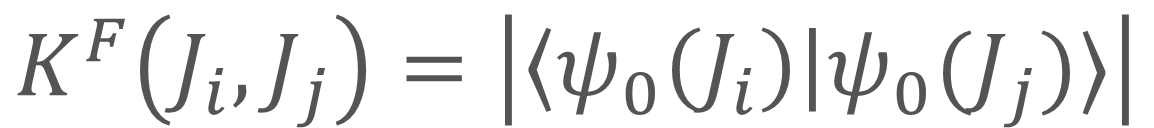 K^F(J_i, J_j) = |⟨ψ_0(J_i)|ψ_0(J_j)⟩|